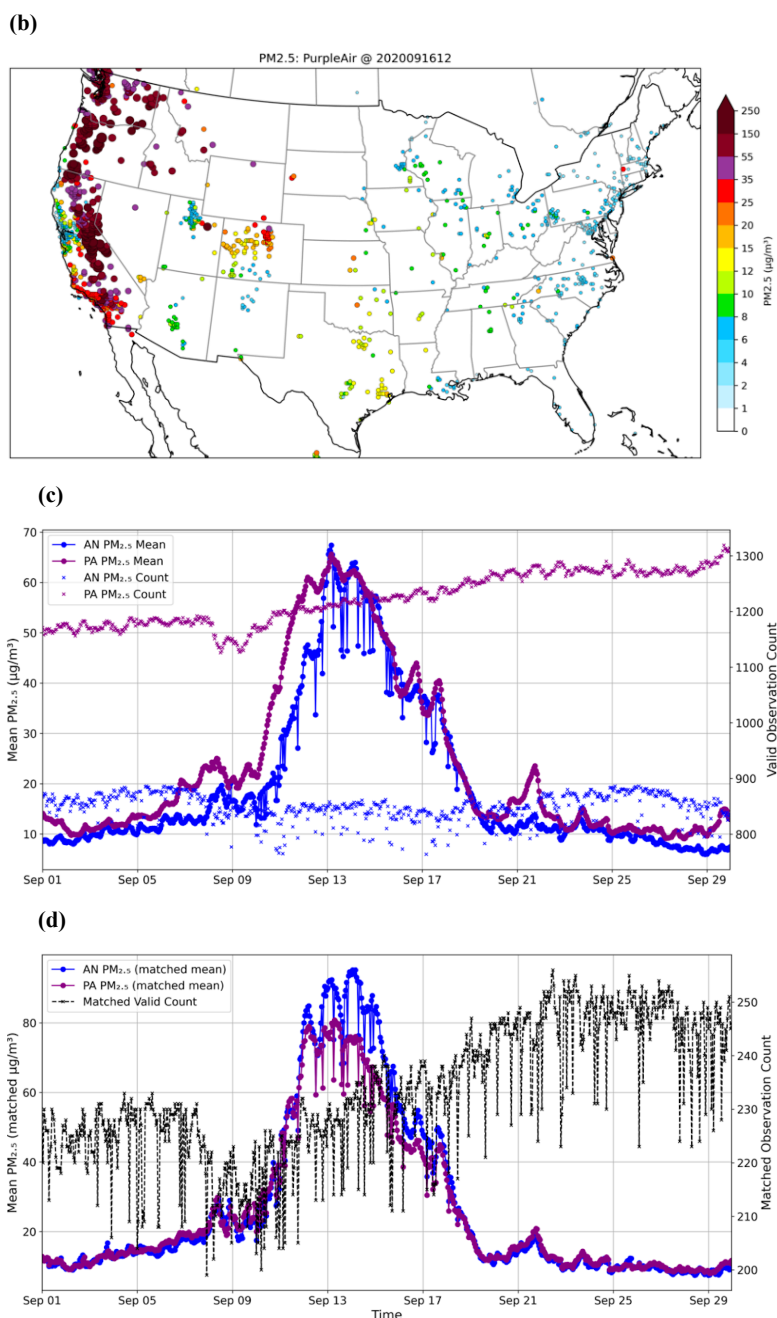 (b)
PM2.5: PurpleAir @ 2020091612
250
150
55
35
25
20
15
12
10
8
6
4
2
1
0
PM2.5 (µg/m³)
(c)
AN PM₂.₅ Mean
PA PM₂.₅ Mean
AN PM₂.₅ Count
PA PM₂.₅ Count
70
60
50
40
30
20
10
Mean PM₂.₅ (µg/m³)
1300
1200
1100
1000
900
800
Valid Observation Count
Sep 01
Sep 05
Sep 09
Sep 13
Sep 17
Sep 21
Sep 25
Sep 29
(d)
AN PM₂.₅ (matched mean)
PA PM₂.₅ (matched mean)
Matched Valid Count
80
60
40
20
Mean PM₂.₅ (matched µg/m³)
250
240
230
220
210
200
Matched Observation Count
Sep 01
Sep 05
Sep 09
Sep 13
Sep 17
Sep 21
Sep 25
Sep 29
Time